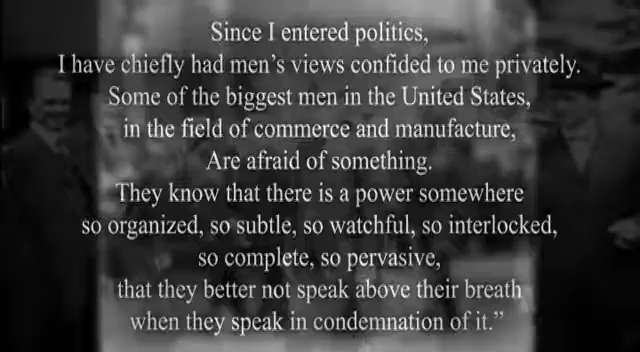 Since I entered politics,
I have chiefly had men's views confided to me privately.
Some of the biggest men in the United States,
in the field of commerce and manufacture,
Are afraid of something.
They know that there is a power somewhere
so organized, so subtle, so watchful, so interlocked,
so complete, so pervasive,
that they better not speak above their breath
when they speak in condemnation of it.”